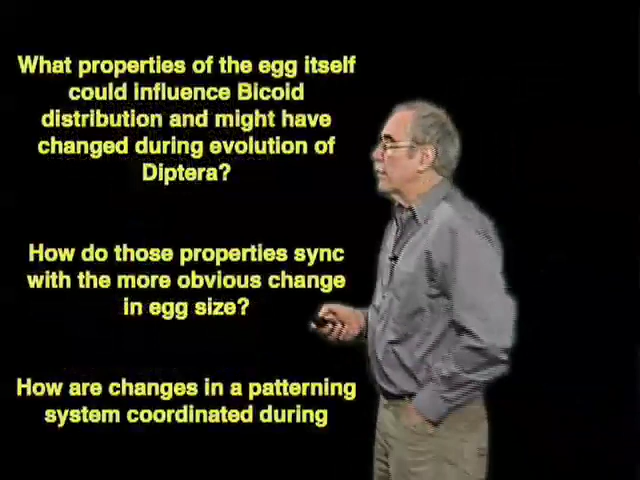 What properties of the egg itself
could influence Bicoid
distribution and might have
changed during evolution of
Diptera?
How do those properties sync
with the more obvious change
in egg size?
How are changes in a patterning
system coordinated during